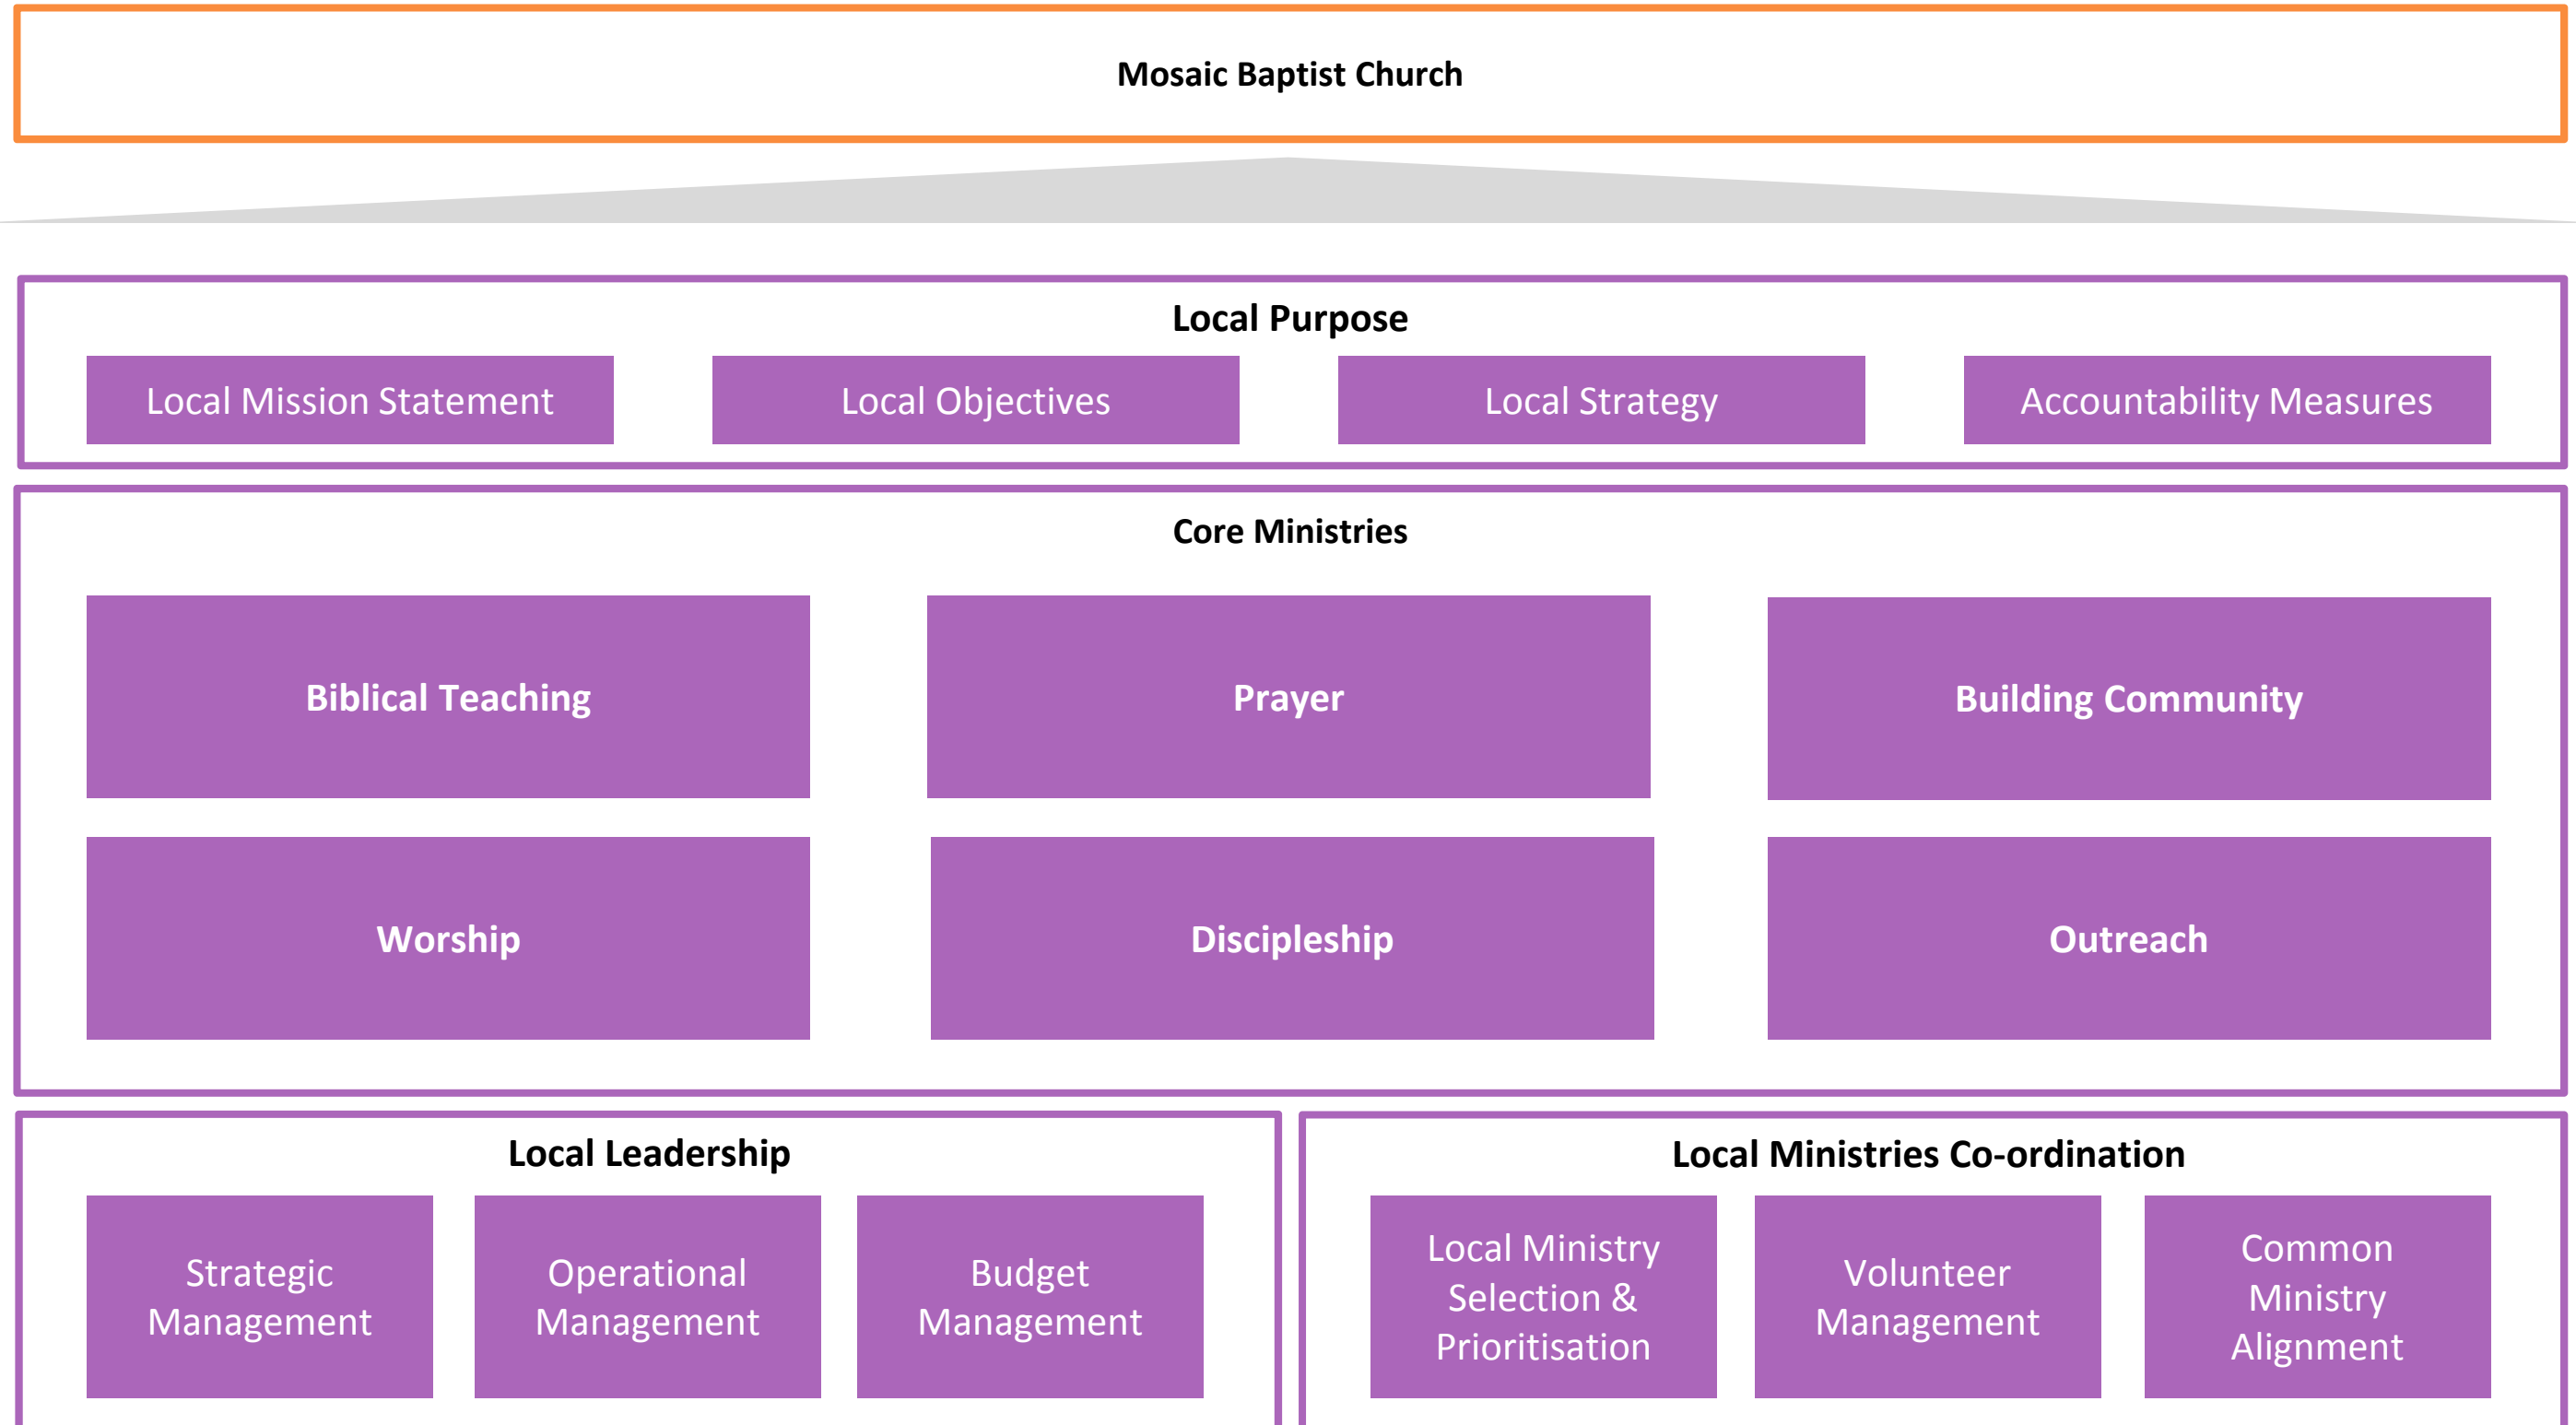 Mosaic Baptist Church
Local Purpose
Local Mission Statement
Local Objectives
Local Strategy
Accountability Measures
Core Ministries
Biblical Teaching
Prayer
Building Community
Worship
Discipleship
Outreach
Local Leadership
Strategic
Management
Operational
Management
Budget
Management
Local Ministries Co-ordination
Local Ministry
Selection &
Prioritisation
Volunteer
Management
Common
Ministry
Alignment